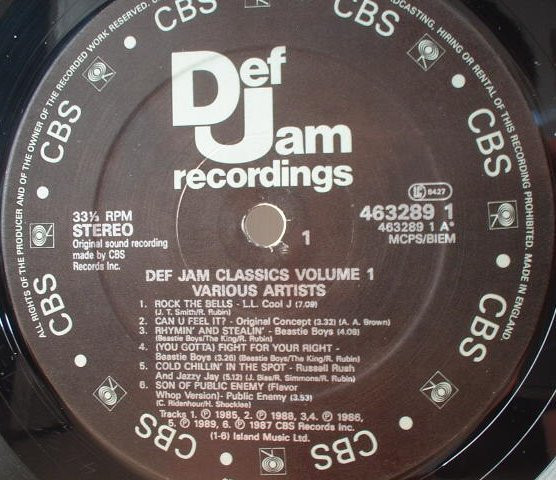 ALL RIGHTS OF THE PRODUCER AND OF THE OWNER OF THE RECORDED WORK RESERVED.
BROADCASTING, HIRING OR RENTAL OF THIS RECORDING PROHIBITED. MADE IN ENGLAND.
CBS
CBS
CBS
CBS
CBS
CBS
CBS
CBS
Def
Jam
recordings
33⅓ RPM
STEREO
Original sound recording
made by CBS
Records Inc.
6427
463289 1
463289 1 A*
MCPS/BIEM
1
DEF JAM CLASSICS VOLUME 1
VARIOUS ARTISTS
1. ROCK THE BELLS - L.L. Cool J (7.09)
(J. T. Smith/R. Rubin)
2. CAN U FEEL IT? - Original Concept (3.32) (A. A. Brown)
3. RHYMIN' AND STEALIN' - Beastie Boys (4.08)
(Beastie Boys/The King/R. Rubin)
4. (YOU GOTTA) FIGHT FOR YOUR RIGHT -
Beastie Boys (3.26) (Beastie Boys/The King/R. Rubin)
5. COLD CHILLIN' IN THE SPOT - Russell Rush
And Jazzy Jay (5.12) (J. Bias/R. Simmons/R. Rubin)
6. SON OF PUBLIC ENEMY (Flavor
Whop Version)- Public Enemy (3.53)
(C. Ridenhour/H. Shocklee)
Tracks 1. ℗ 1985, 2. ℗ 1988, 3,4. ℗ 1986,
5. ℗ 1989, 6. ℗ 1987 CBS Records Inc.
(1-6) Island Music Ltd.